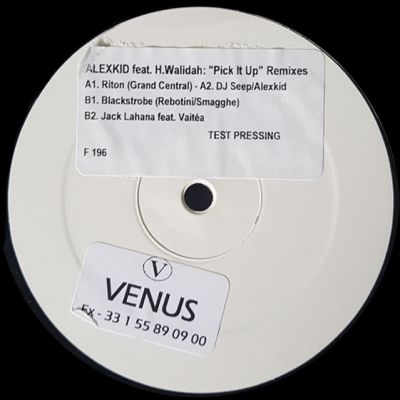 ALEXKID feat. H.Walidah: "Pick It Up" Remixes
A1. Riton (Grand Central) - A2. DJ Seep/Alexkid
B1. Blackstrobe (Rebotini/Smagghe)
B2. Jack Lahana feat. Vaitéa
TEST PRESSING
F 196
V
VENUS
Fx - 33 1 55 89 09 00